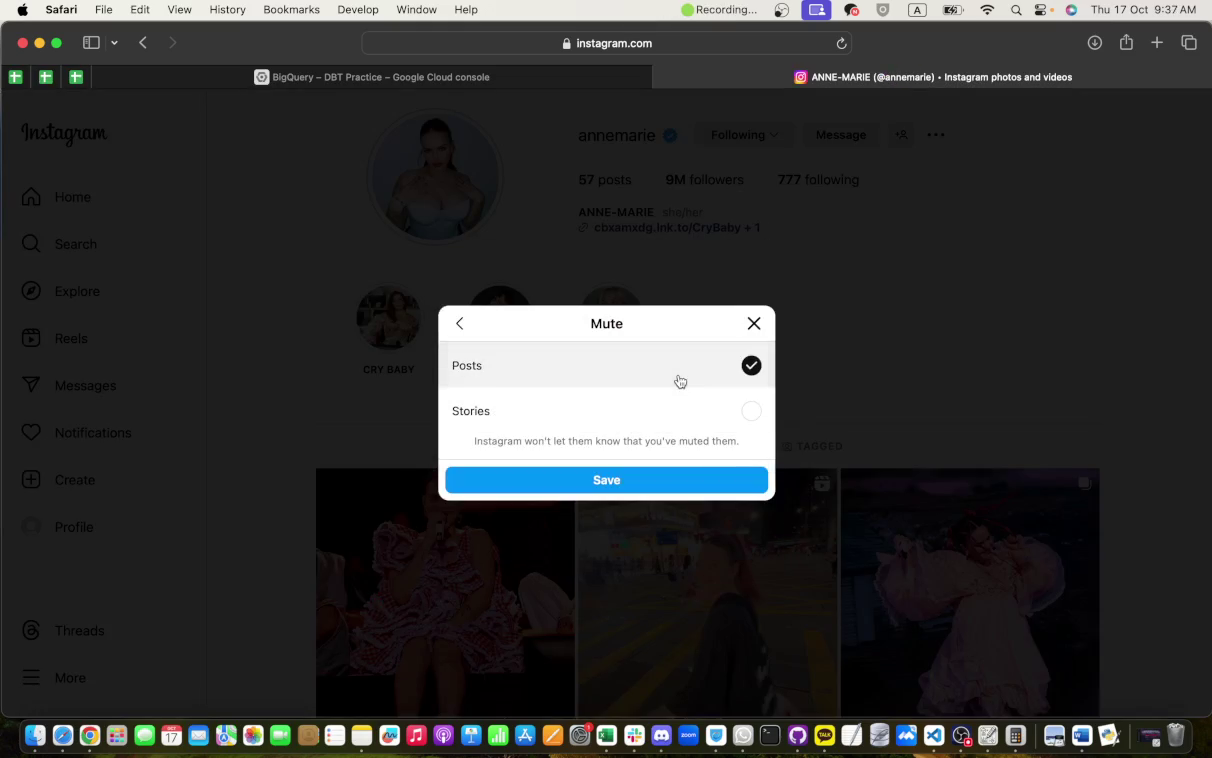 Safari File Edit View History Bookmarks Develop Window Help Recording... A Thu 17 Oct 9:37 AM
instagram.com
BigQuery – DBT Practice – Google Cloud console ANNE-MARIE (@annemarie) • Instagram photos and videos
Instagram
annemarie Following Message
Home
57 posts 9M followers 777 following
ANNE-MARIE she/her
cbxamxdg.lnk.to/CryBaby + 1
Search
Explore
Reels
Messages
Notifications
Create
Profile
Threads
More
CRY BABY
Mute
Posts
Stories
Instagram won't let them know that you've muted them.
Save
TAGGED
OCT
17
zoom
TALK